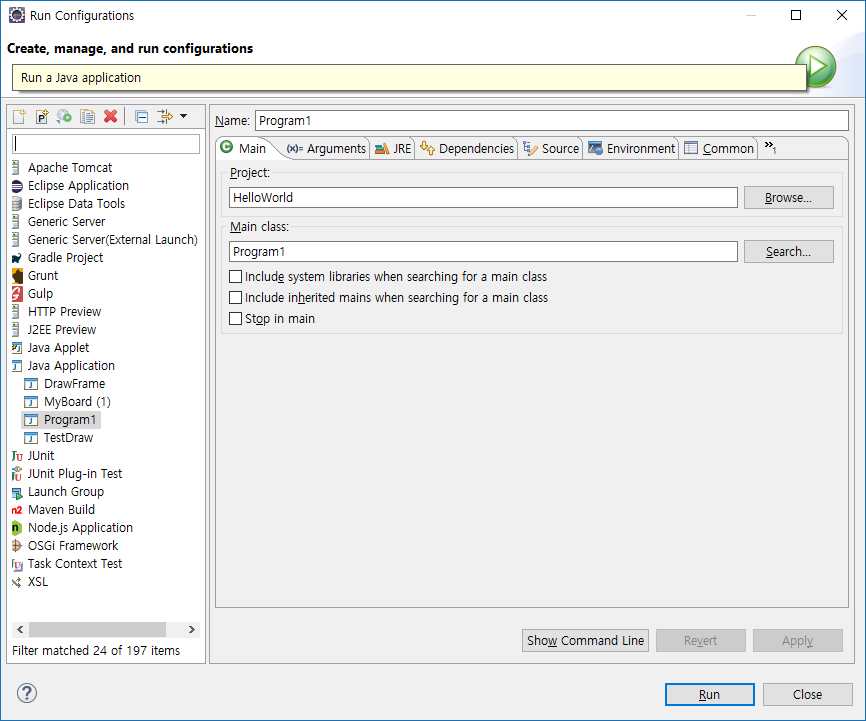 Run Configurations
Create, manage, and run configurations
Run a Java application
Name: Program1
Main (x)= Arguments JRE Dependencies Source Environment Common »1
Project:
HelloWorld Browse...
Main class:
Program1 Search...
Include system libraries when searching for a main class
Include inherited mains when searching for a main class
Stop in main
Apache Tomcat
Eclipse Application
Eclipse Data Tools
Generic Server
Generic Server(External Launch)
Gradle Project
Grunt
Gulp
HTTP Preview
J2EE Preview
Java Applet
Java Application
DrawFrame
MyBoard (1)
Program1
TestDraw
JUnit
JUnit Plug-in Test
Launch Group
Maven Build
Node.js Application
OSGi Framework
Task Context Test
XSL
Filter matched 24 of 197 items
Show Command Line Revert Apply
Run Close